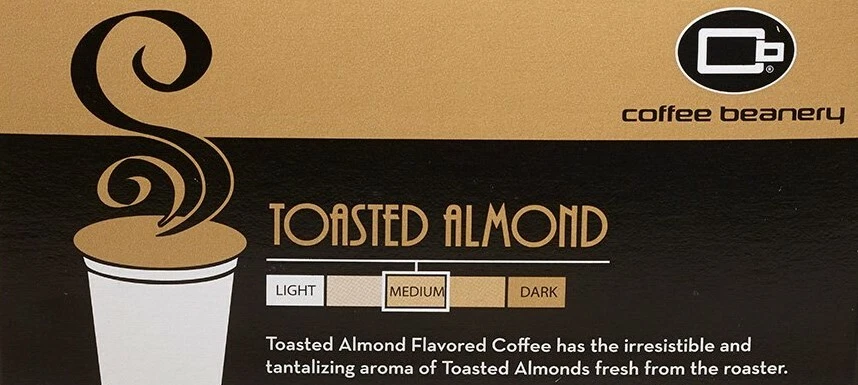 coffee beanery
TOASTED ALMOND
LIGHT MEDIUM DARK
Toasted Almond Flavored Coffee has the irresistible and
tantalizing aroma of Toasted Almonds fresh from the roaster.